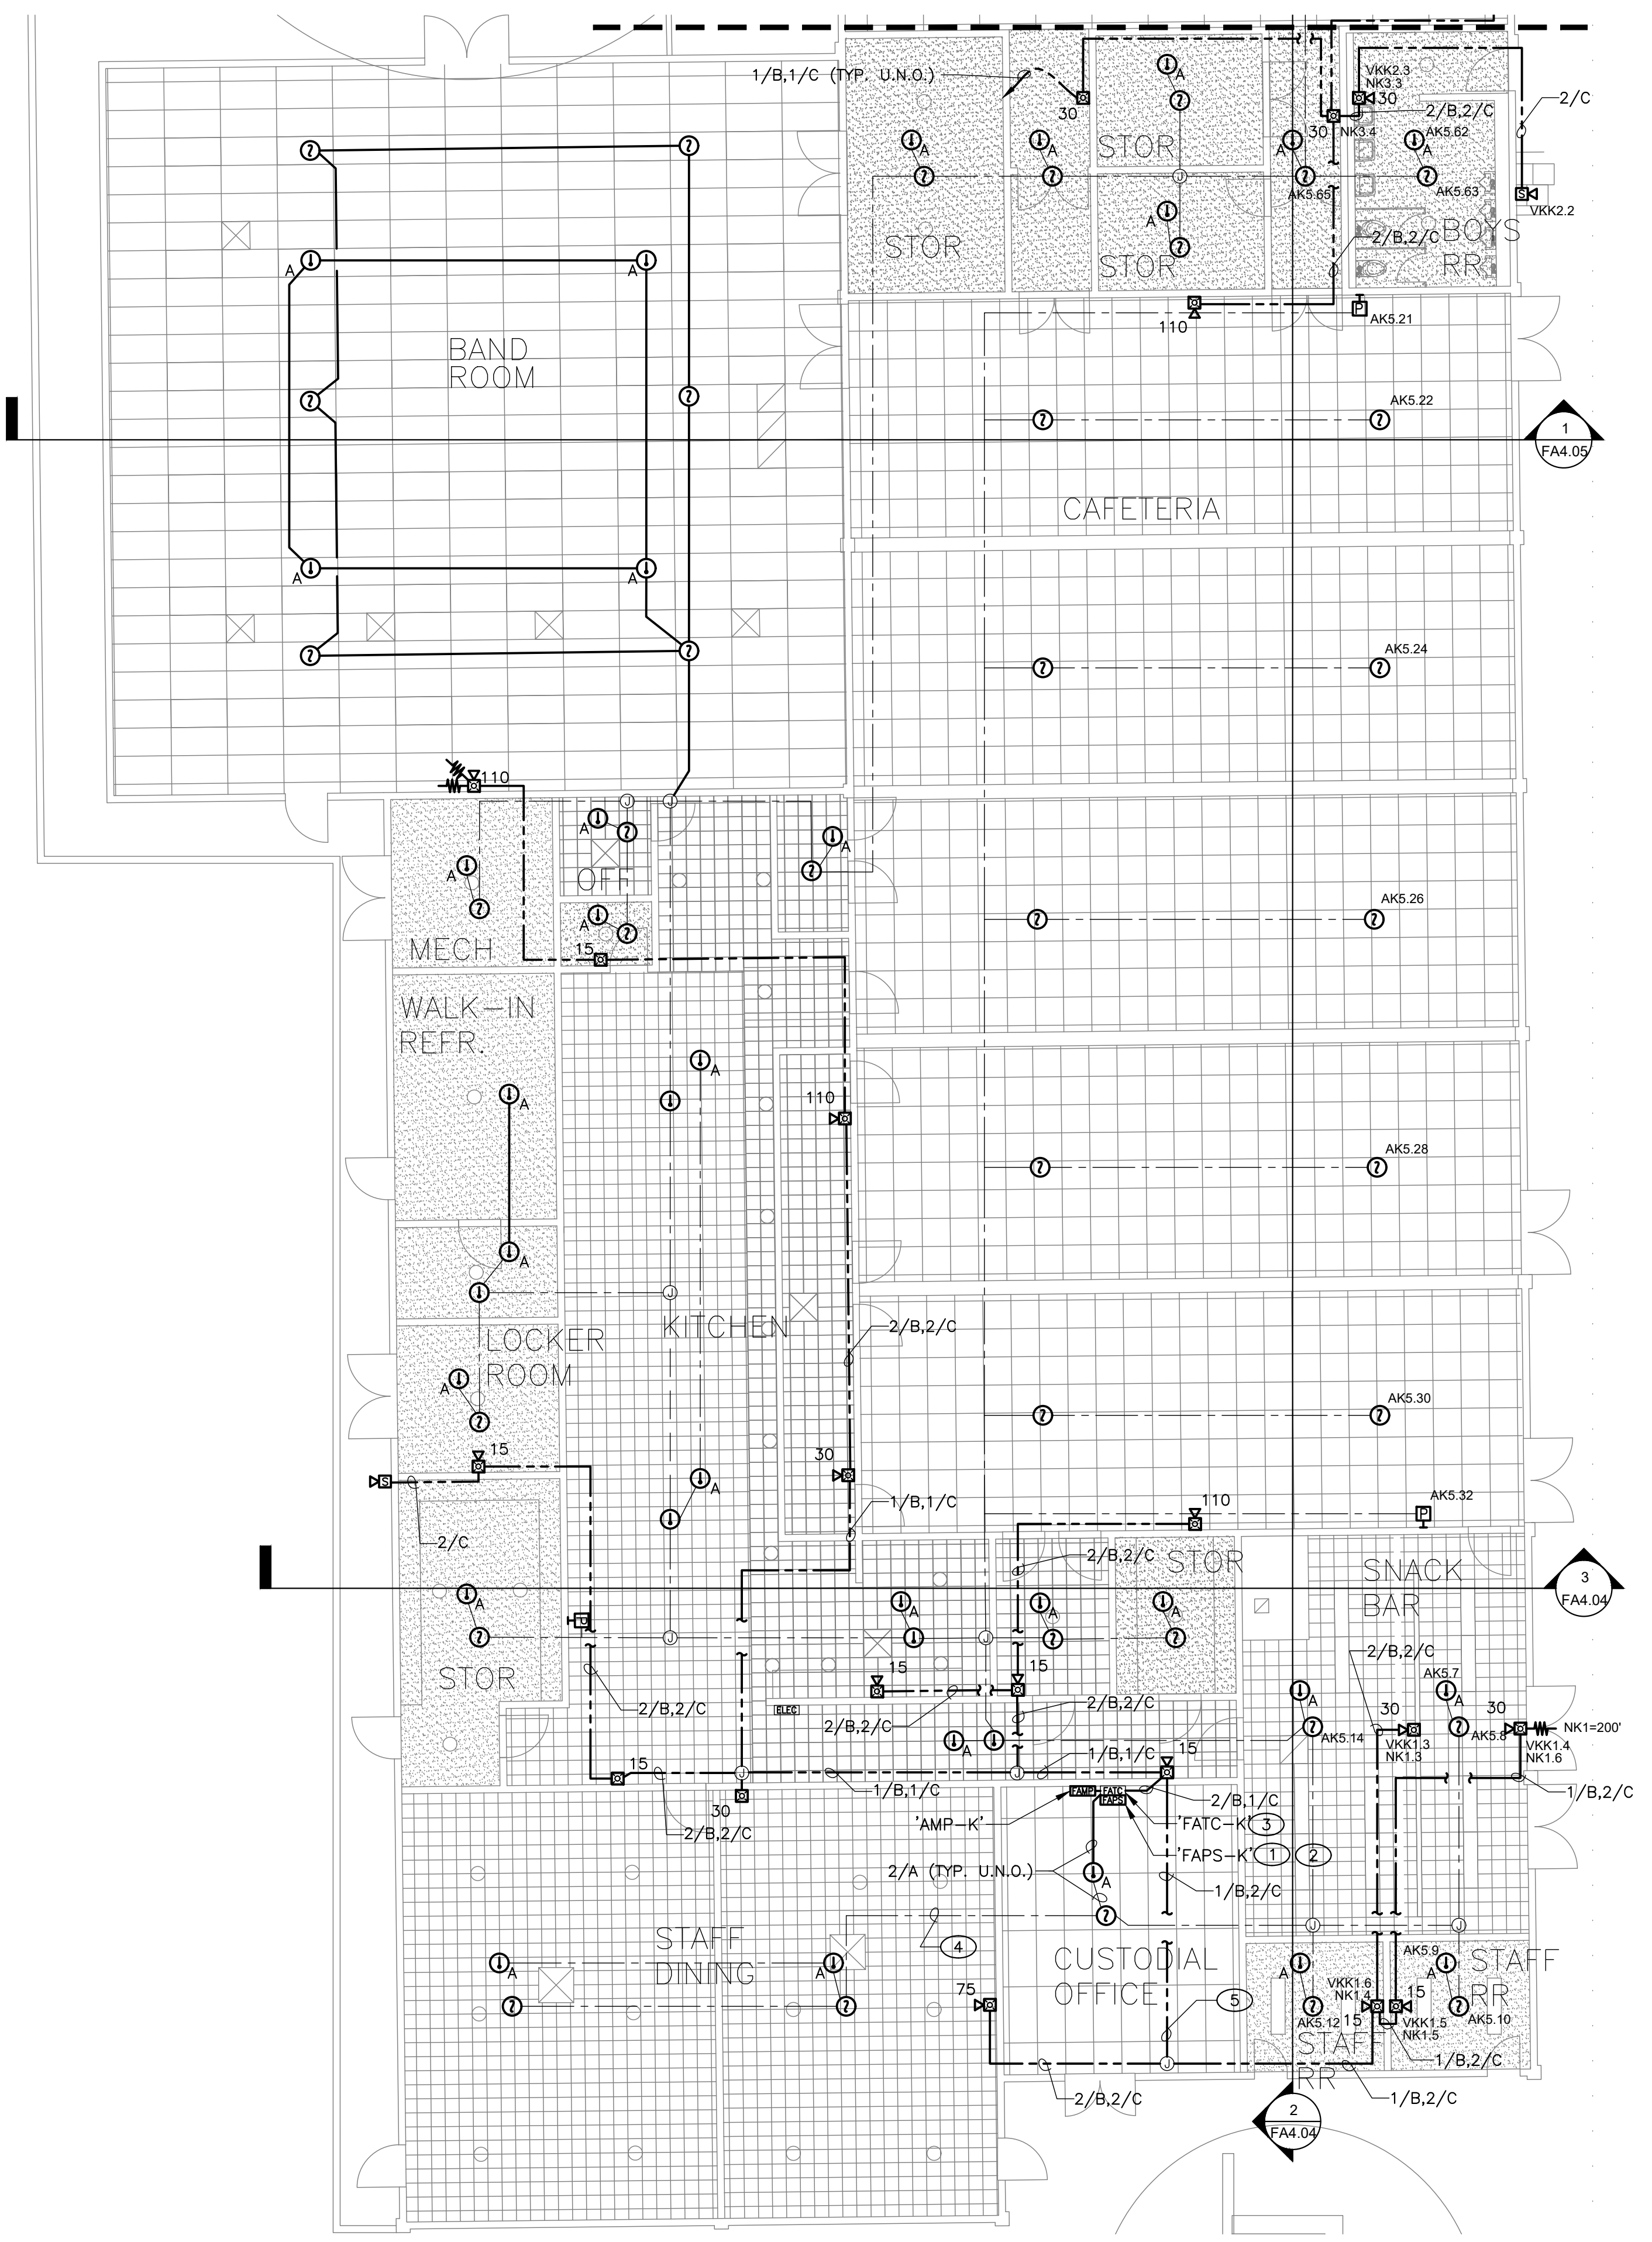 1/B,1/C (TYP. U.N.O.)
30
VKK2.3
NK3.3
30
2/B,2/C
2/C
A
STOR
30
NK3.4
A
AK5.62
A
A
A
AK5.65
AK5.63
S
VKK2.2
J
A
STOR
STOR
2/B,2/C
BOYS
RR
A
A
110
P
AK5.21
BAND
ROOM
AK5.22
1
FA4.05
CAFETERIA
A
A
AK5.24
110
J
J
A
A
OFF
A
A
15
MECH
AK5.26
WALK-IN
REFR.
A
A
110
AK5.28
A
J
KITCHEN
2/B,2/C
LOCKER
ROOM
A
AK5.30
15
30
S
A
2/C
1/B,1/C
110
P
AK5.32
2/B,2/C
STOR
SNACK
BAR
3
FA4.04
A
A
A
A
P
J
J
STOR
15
15
2/B,2/C
AK5.7
A
A
2/B,2/C
ELEC
2/B,2/C
2/B,2/C
30
30
A
AK5.14
AK5.8
NK1=200'
VKK1.3
NK1.3
VKK1.4
NK1.6
15
J
J
1/B,1/C
15
1/B,1/C
30
2/B,2/C
FAMP
FATC
FAPS
2/B,1/C
1/B,2/C
'AMP-K'
'FATC-K'
3
'FAPS-K'
1
2
2/A (TYP. U.N.O.)
A
1/B,2/C
4
J
J
STAFF
DINING
A
A
CUSTODIAL
OFFICE
75
5
A
AK5.9
A
STAFF
RR
VKK1.6
NK1.4
15
AK5.12
15
VKK1.5
NK1.5
AK5.10
STAFF
RR
J
1/B,2/C
2/B,2/C
1/B,2/C
2
FA4.04